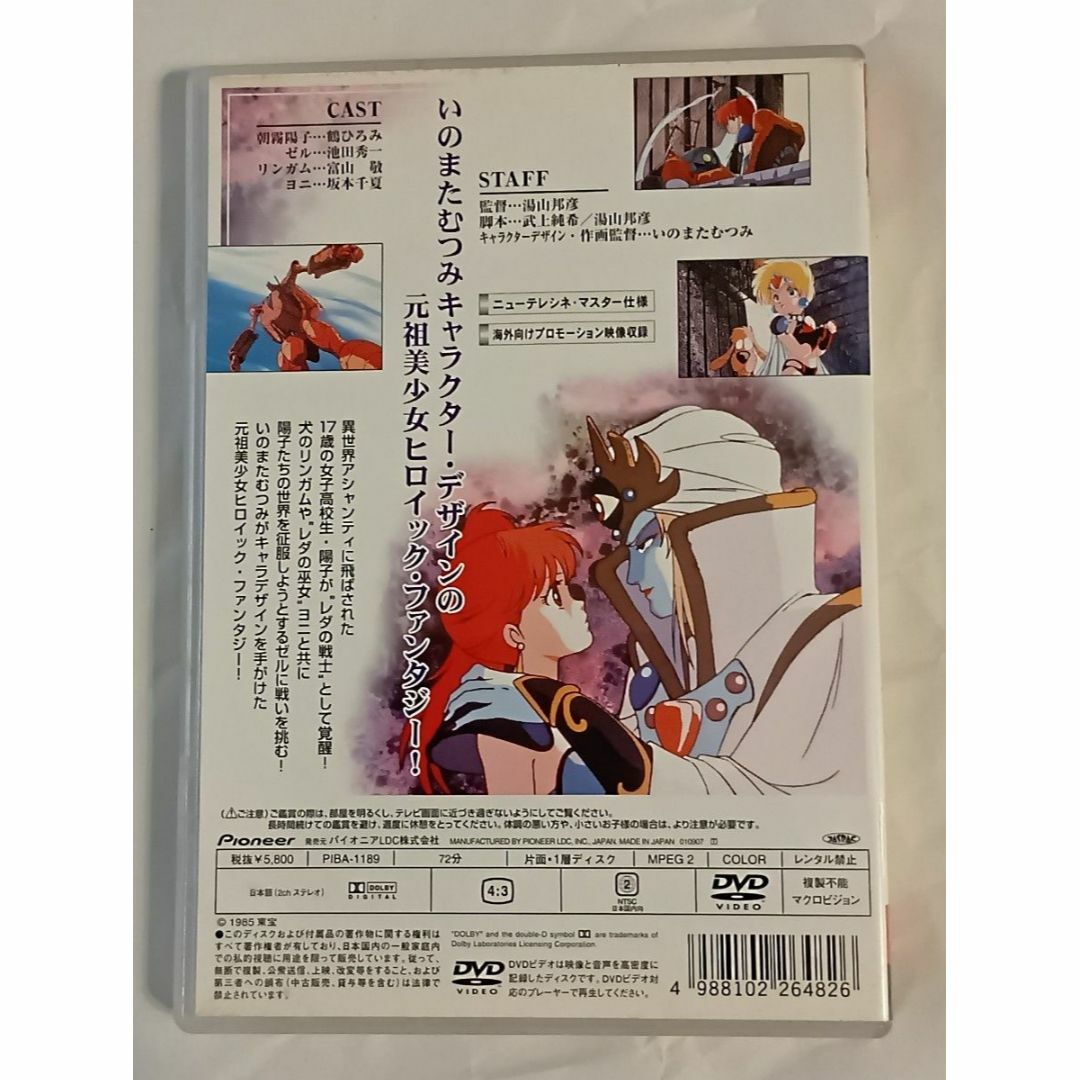 CAST
朝霧陽子…鶴ひろみ
ゼル…池田秀一
リンガム…富山 敬
ヨニ…坂本千夏
いのまたむつみキャラクター・デザインの
元祖美少女ヒロイック・ファンタジー！
STAFF
監督…湯山邦彦
脚本…武上純希／湯山邦彦
キャラクターデザイン・作画監督…いのまたむつみ
ニューテレシネ・マスター仕様
海外向けプロモーション映像収録
異世界アシャンティに飛ばされた
17歳の女子高校生・陽子が“レダの戦士”として覚醒！
犬のリンガムや“レダの巫女”ヨニと共に
陽子たちの世界を征服しようとするゼルに戦いを挑む！
いのまたむつみがキャラデザインを手がけた
元祖美少女ヒロイック・ファンタジー！
（⚠ご注意）ご鑑賞の際は、部屋を明るくし、テレビ画面に近づき過ぎないようにしてご覧ください。
長時間続けての鑑賞を避け、適度に休憩をとってください。体調の悪い方や、小さいお子様の場合は、より注意が必要です。
Pioneer 発売元 パイオニアLDC株式会社 MANUFACTURED BY PIONEER LDC, INC., JAPAN. MADE IN JAPAN 010907 Ⓣ
JASRAC
税抜￥5,800 PIBA-1189 72分 片面・1層ディスク MPEG 2 COLOR レンタル禁止
日本語（2ch ステレオ） DOLBY DIGITAL 4:3 2 NTSC 日本国内向 DVD VIDEO 複製不能 マクロビジョン
© 1985 東宝
●このディスクおよび付属品の著作物に関する権利は
すべて著作権者が有しており、日本国内の一般家庭内
での私的視聴に用途を限って販売しています。従って、
無断で複製、公衆送信、上映、改変等をすること、および
第三者への頒布（中古販売、貸与等を含む）は法律で
禁止されています。
"DOLBY" and the double-D symbol are trademarks of
Dolby Laboratories Licensing Corporation.
DVD VIDEO
DVDビデオは映像と音声を高密度に
記録したディスクです。DVDビデオ対
応のプレーヤーで再生してください。
4 988102 264826